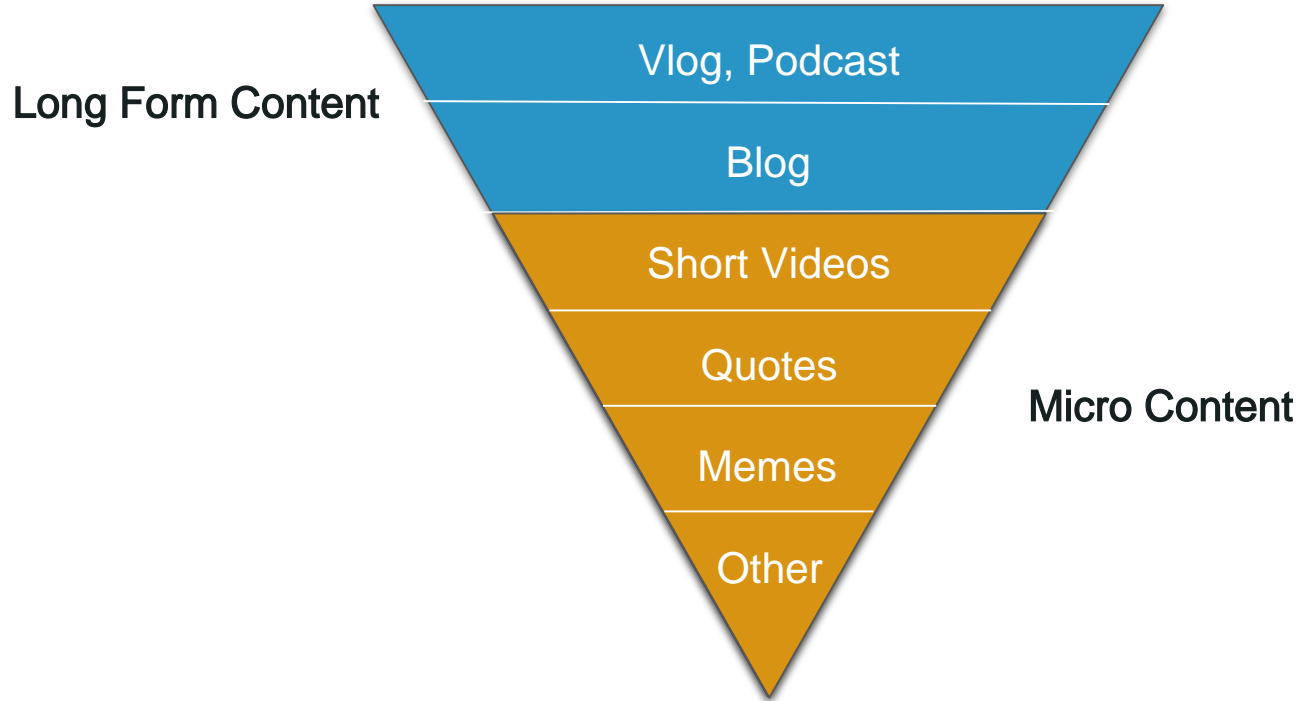 Vlog, Podcast
Long Form Content
Blog
Short Videos
Quotes
Micro Content
Memes
Other